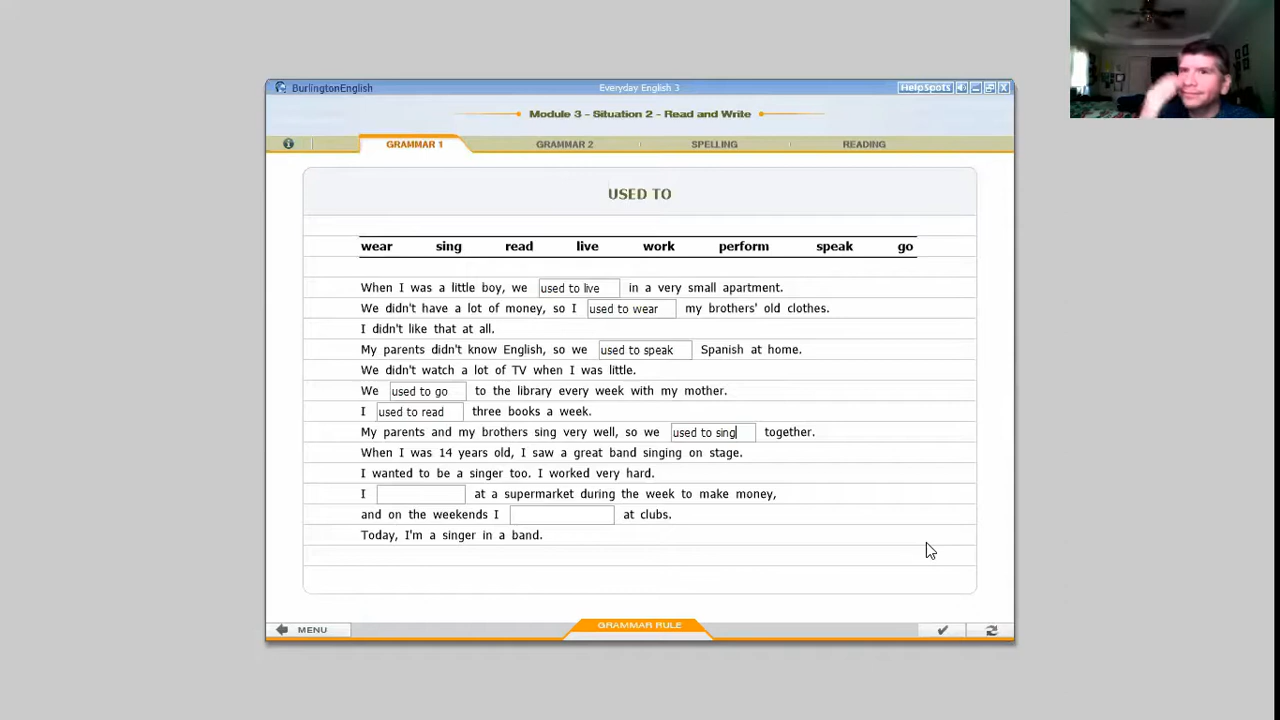 BurlingtonEnglish Everyday English 3 HelpSpots
Module 3 - Situation 2 - Read and Write
GRAMMAR 1 GRAMMAR 2 SPELLING READING
USED TO
wear sing read live work perform speak go
When I was a little boy, we used to live in a very small apartment.
We didn't have a lot of money, so I used to wear my brothers' old clothes.
I didn't like that at all.
My parents didn't know English, so we used to speak Spanish at home.
We didn't watch a lot of TV when I was little.
We used to go to the library every week with my mother.
I used to read three books a week.
My parents and my brothers sing very well, so we used to sing together.
When I was 14 years old, I saw a great band singing on stage.
I wanted to be a singer too. I worked very hard.
I at a supermarket during the week to make money,
and on the weekends I at clubs.
Today, I'm a singer in a band.
MENU GRAMMAR RULE